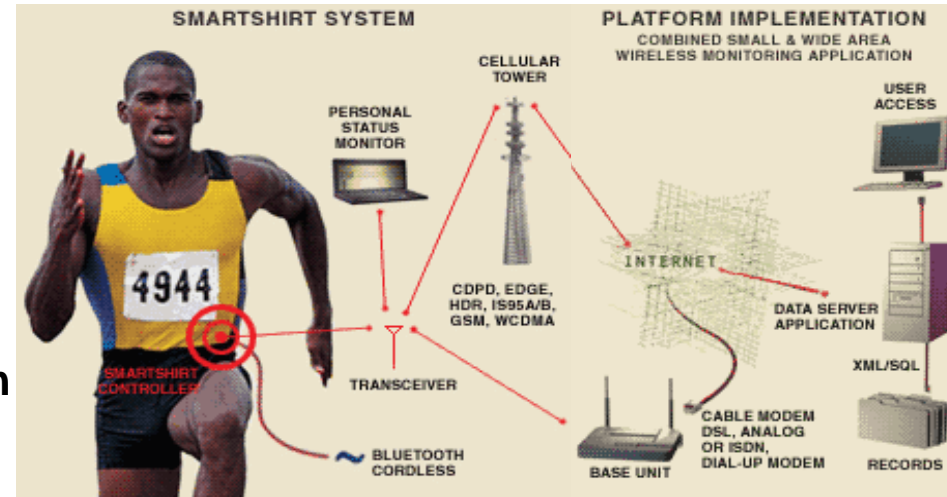 SMARTSHIRT SYSTEM
PLATFORM IMPLEMENTATION
COMBINED SMALL & WIDE AREA
WIRELESS MONITORING APPLICATION
CELLULAR
TOWER
USER
ACCESS
PERSONAL
STATUS
MONITOR
4944
INTERNET
CDPD, EDGE,
HDR, IS95A/B,
GSM, WCDMA
DATA SERVER
APPLICATION
n
SMARTSHIRT
CONTROLLER
TRANSCEIVER
XML/SQL
BLUETOOTH
CORDLESS
BASE UNIT
CABLE MODEM
DSL, ANALOG
OR ISDN,
DIAL-UP MODEM
RECORDS